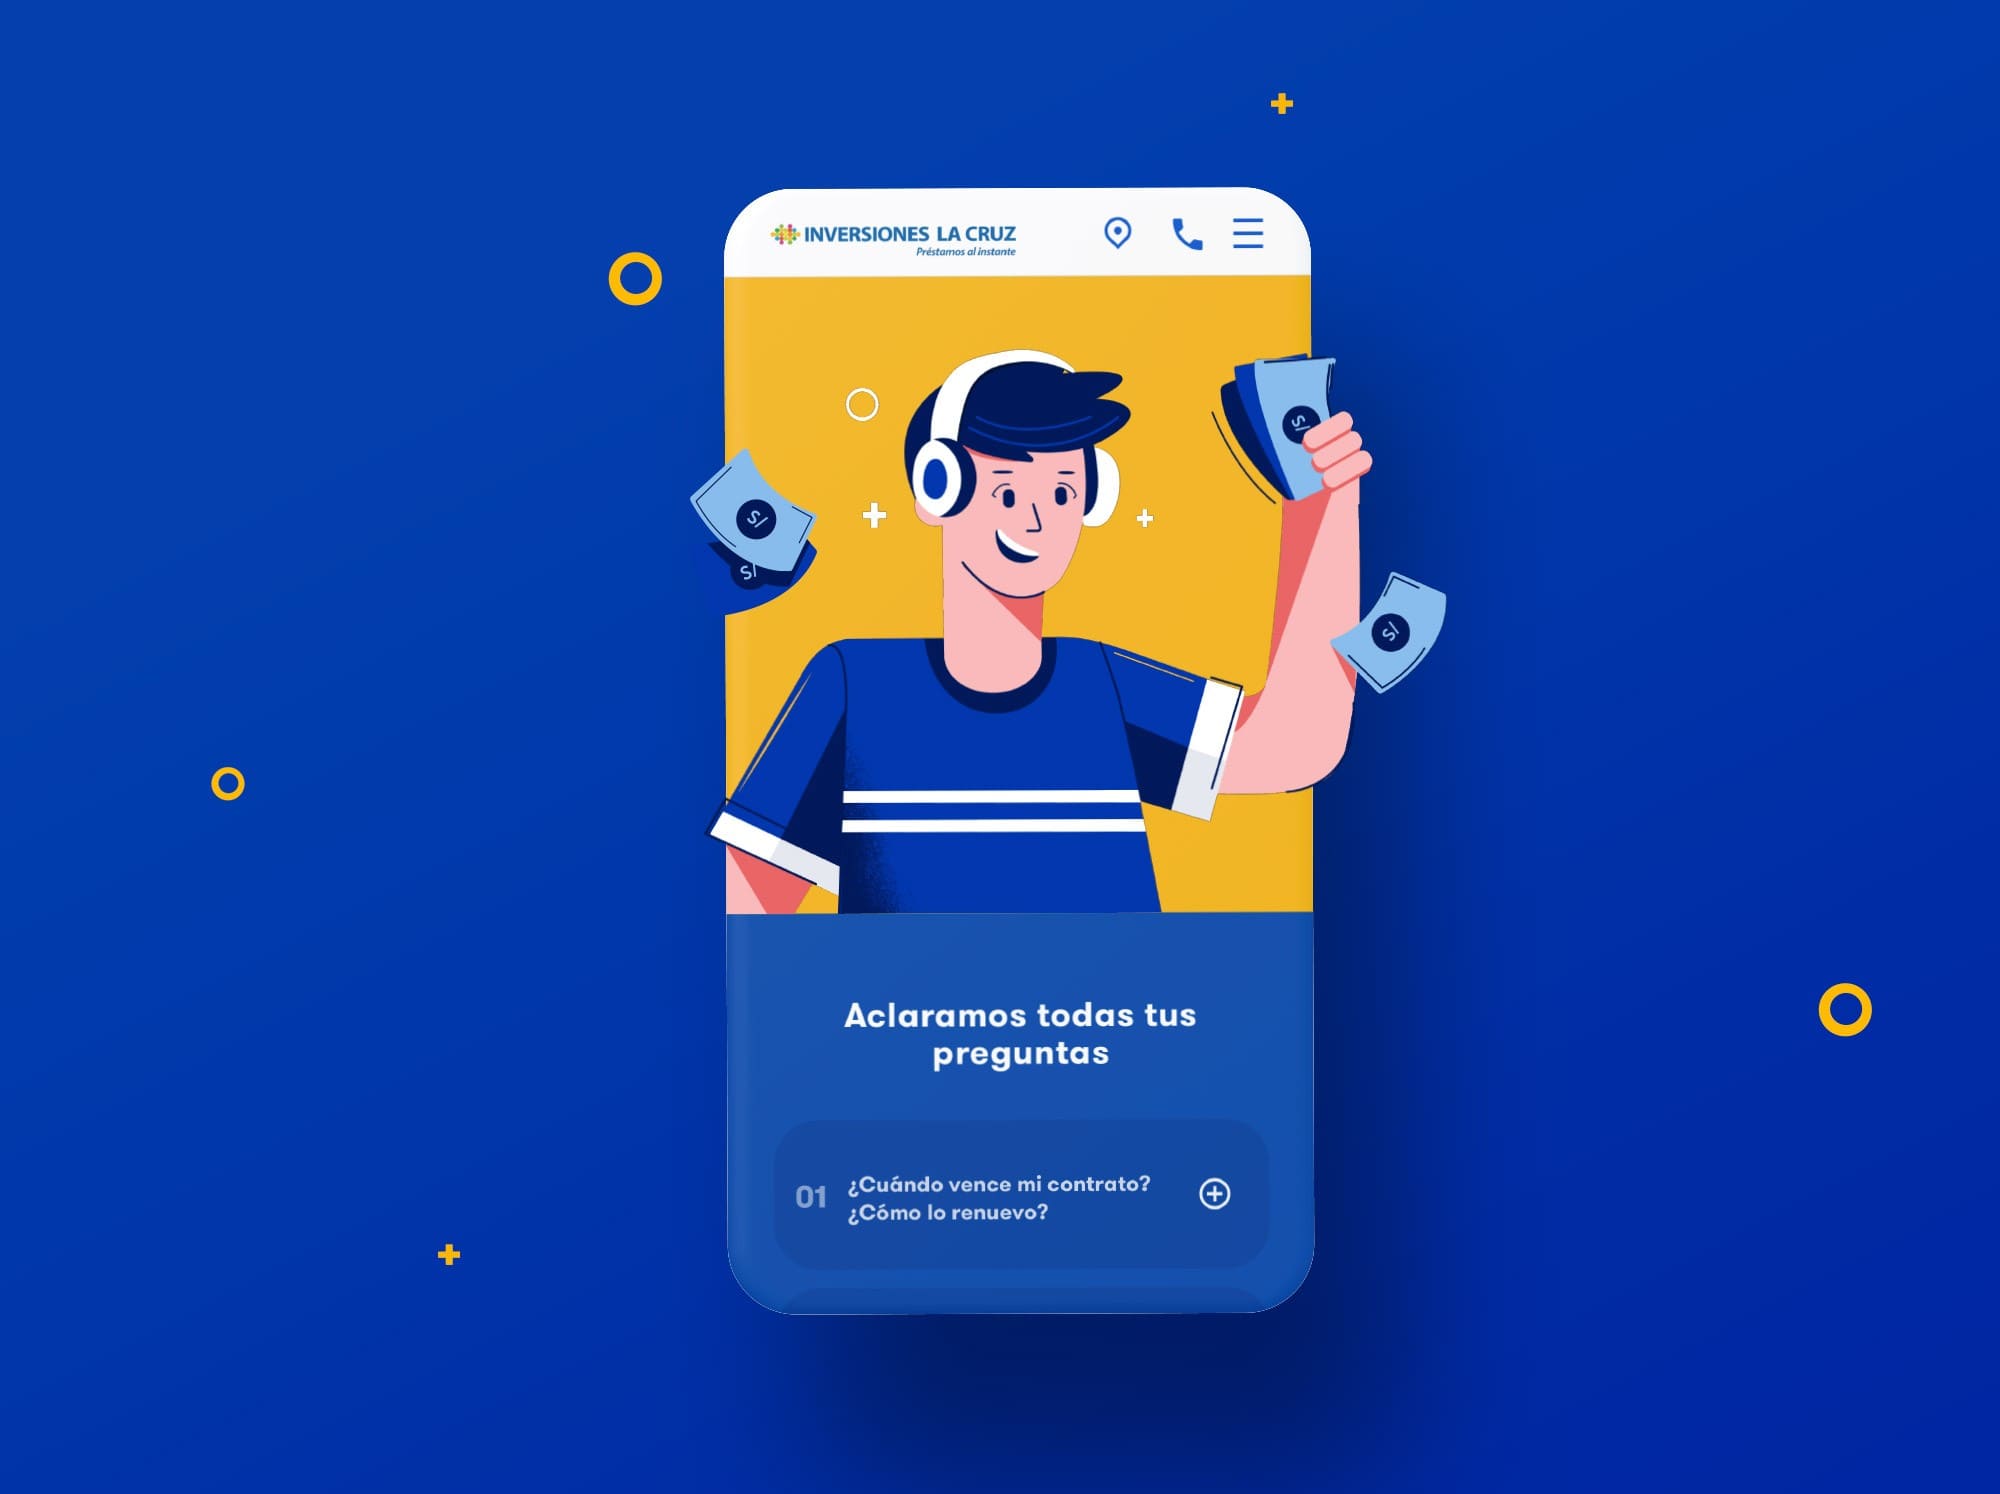 INVERSIONES LA CRUZ
Préstamos al instante
S/
S/
S/
S/
Aclaramos todas tus
preguntas
01
¿Cuándo vence mi contrato?
¿Cómo lo renuevo?